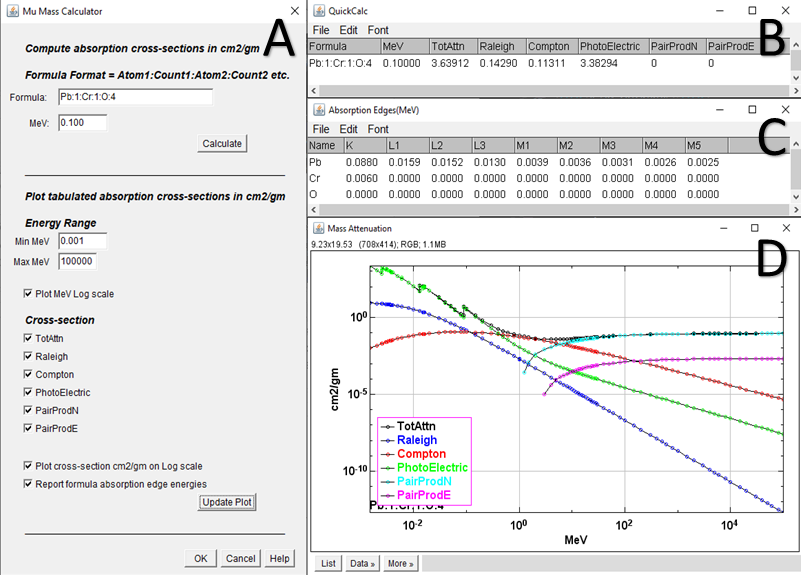 Mu Mass Calculator
A
Compute absorption cross-sections in cm2/gm
Formula Format = Atom1:Count1:Atom2:Count2 etc.
Formula: Pb:1:Cr:1:O:4
MeV: 0.100
Calculate
Plot tabulated absorption cross-sections in cm2/gm
Energy Range
Min MeV 0.001
Max MeV 100000
Plot MeV Log scale
Cross-section
TotAttn
Raleigh
Compton
PhotoElectric
PairProdN
PairProdE
Plot cross-section cm2/gm on Log scale
Report formula absorption edge energies
Update Plot
OK Cancel Help
QuickCalc
B
File Edit Font
Formula MeV TotAttn Raleigh Compton PhotoElectric PairProdN PairProdE
Pb:1:Cr:1:O:4 0.10000 3.63912 0.14290 0.11311 3.38294 0 0
Absorption Edges(MeV)
C
File Edit Font
Name K L1 L2 L3 M1 M2 M3 M4 M5
Pb 0.0880 0.0159 0.0152 0.0130 0.0039 0.0036 0.0031 0.0026 0.0025
Cr 0.0060 0.0000 0.0000 0.0000 0.0000 0.0000 0.0000 0.0000 0.0000
O 0.0000 0.0000 0.0000 0.0000 0.0000 0.0000 0.0000 0.0000 0.0000
Mass Attenuation
D
9.23x19.53 (708x414); RGB; 1.1MB
10^0
10^-5
10^-10
cm2/gm
TotAttn
Raleigh
Compton
PhotoElectric
PairProdN
PairProdE
Pb:1:Cr:1:O:4
10^-2 10^0 10^2 10^4
MeV
List Data » More »